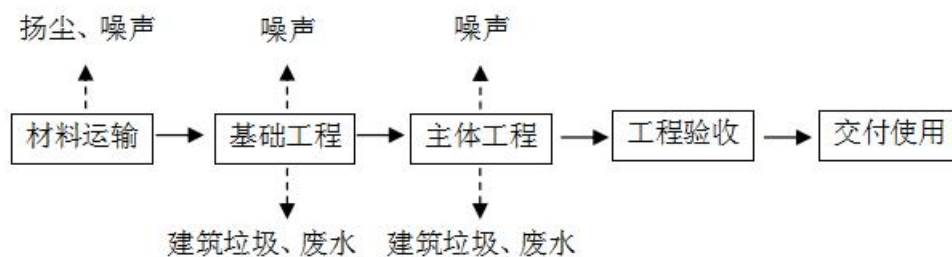 扬尘、噪声 噪声 噪声
材料运输 基础工程 主体工程 工程验收 交付使用
建筑垃圾、废水 建筑垃圾、废水